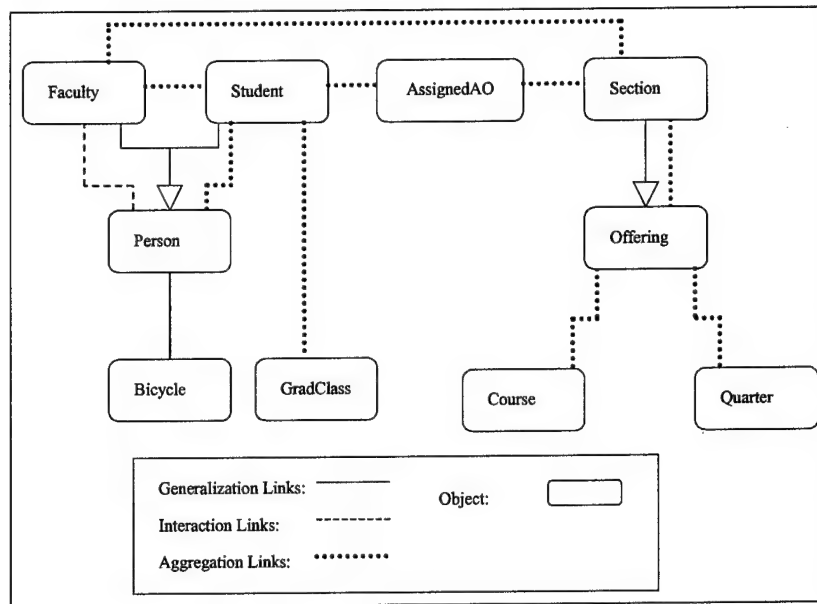 Faculty
Student
AssignedAO
Section
Person
Offering
Bicycle
GradClass
Course
Quarter
Generalization Links:
Object:
Interaction Links:
Aggregation Links: